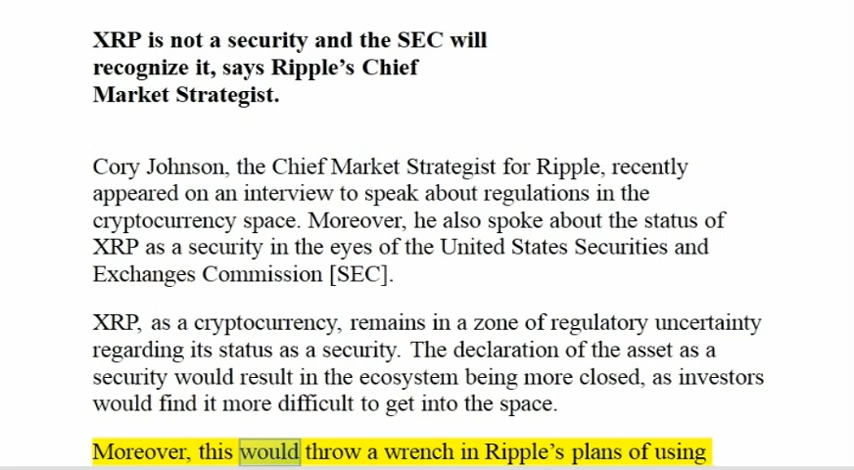 XRP is not a security and the SEC will
recognize it, says Ripple’s Chief
Market Strategist.
Cory Johnson, the Chief Market Strategist for Ripple, recently
appeared on an interview to speak about regulations in the
cryptocurrency space. Moreover, he also spoke about the status of
XRP as a security in the eyes of the United States Securities and
Exchanges Commission [SEC].
XRP, as a cryptocurrency, remains in a zone of regulatory uncertainty
regarding its status as a security. The declaration of the asset as a
security would result in the ecosystem being more closed, as investors
would find it more difficult to get into the space.
Moreover, this would throw a wrench in Ripple’s plans of using